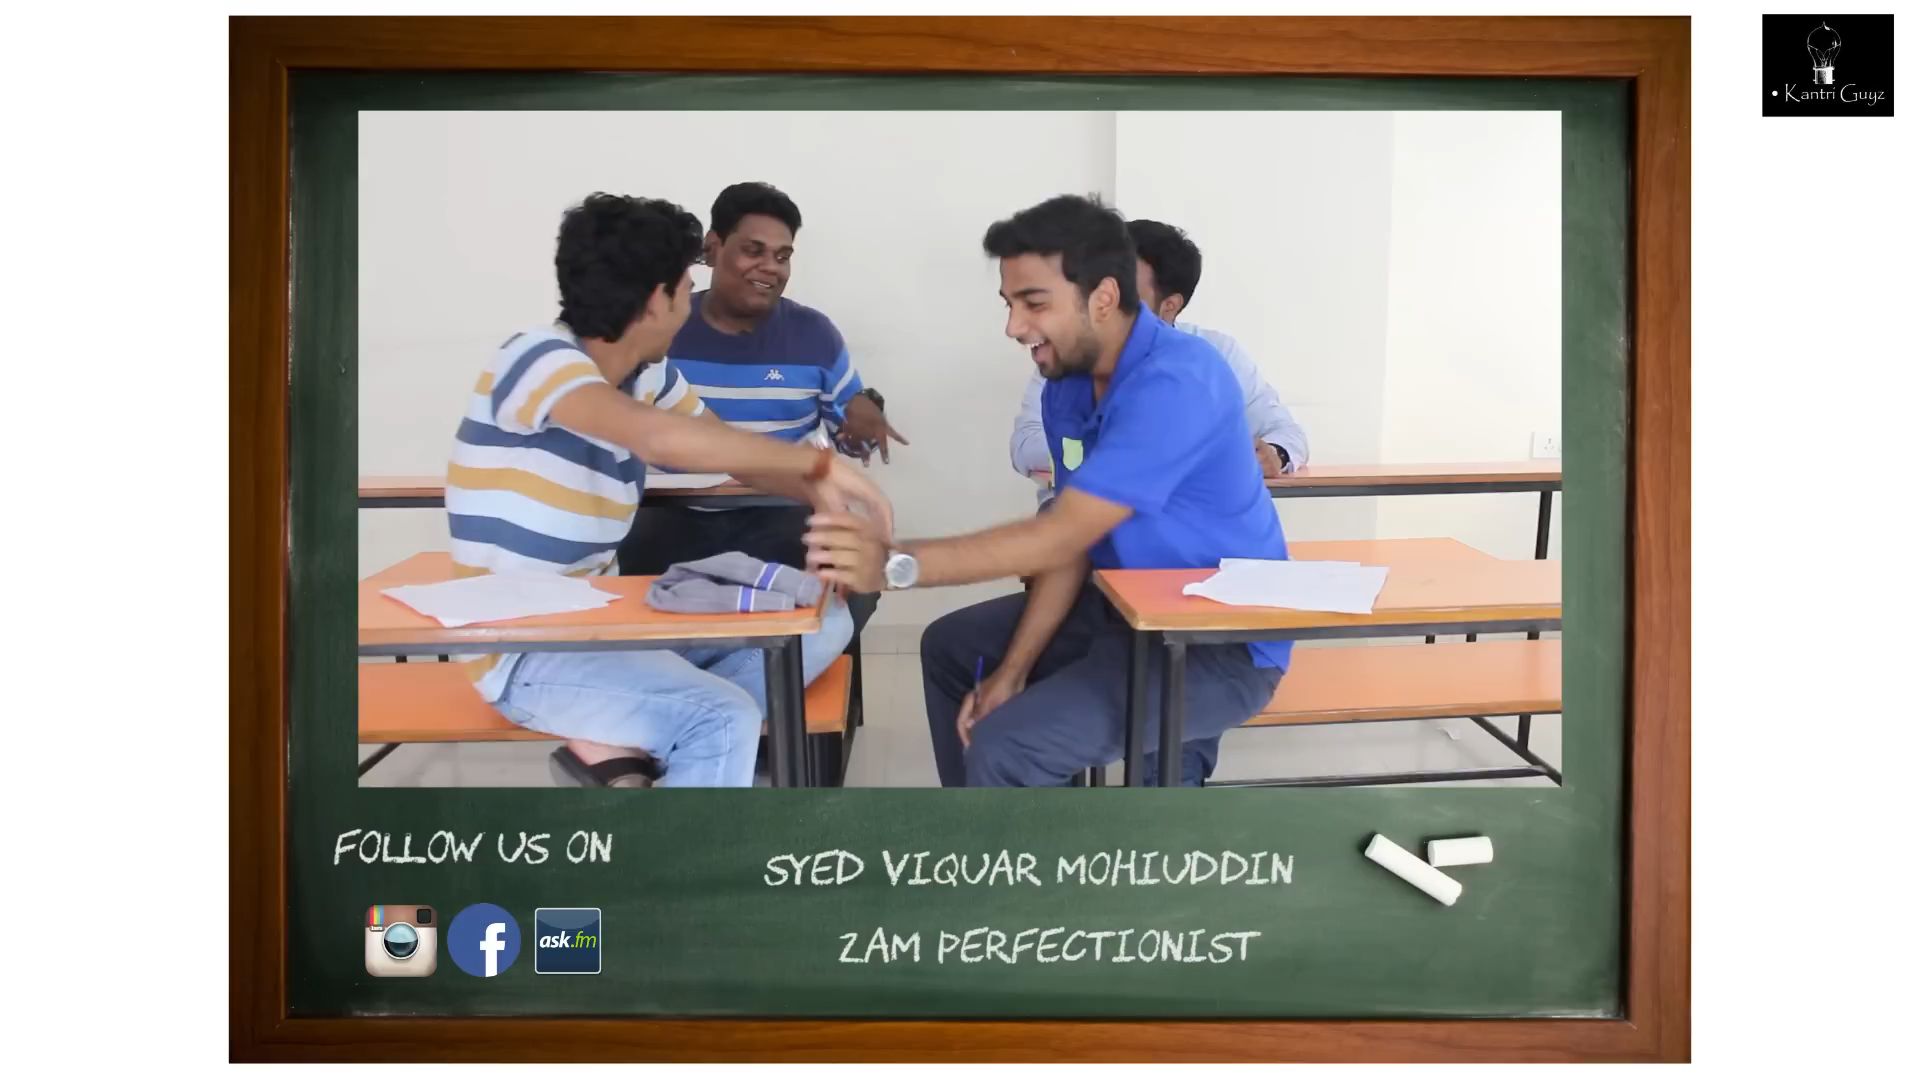 • Kantri Guyz
FOLLOW US ON
SYED VIQUAR MOHIUDDIN
ZAM PERFECTIONIST
ask.fm